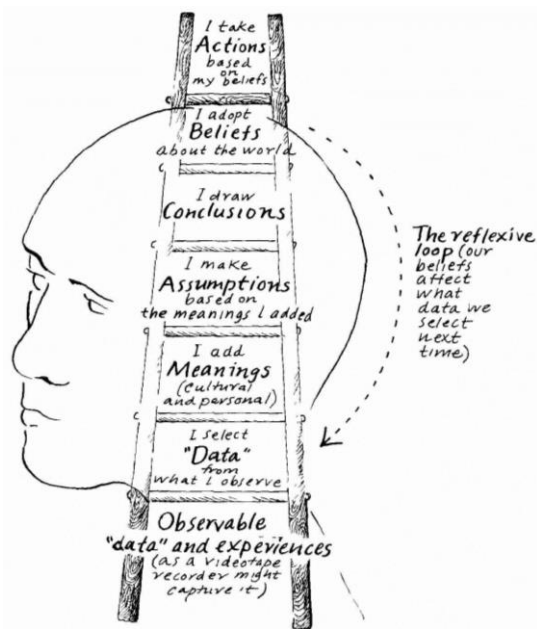 I take
Actions
based
on
my beliefs
I adopt
Beliefs
about the world
I draw
Conclusions
I make
Assumptions
based on
the meanings I added
I add
Meanings
(cultural
and personal)
I select
"Data"
from
what I observe
Observable
"data" and experiences
(as a videotape
recorder might
capture it)
The reflexive
loop (our
beliefs
affect
what
data we
select
next
time)